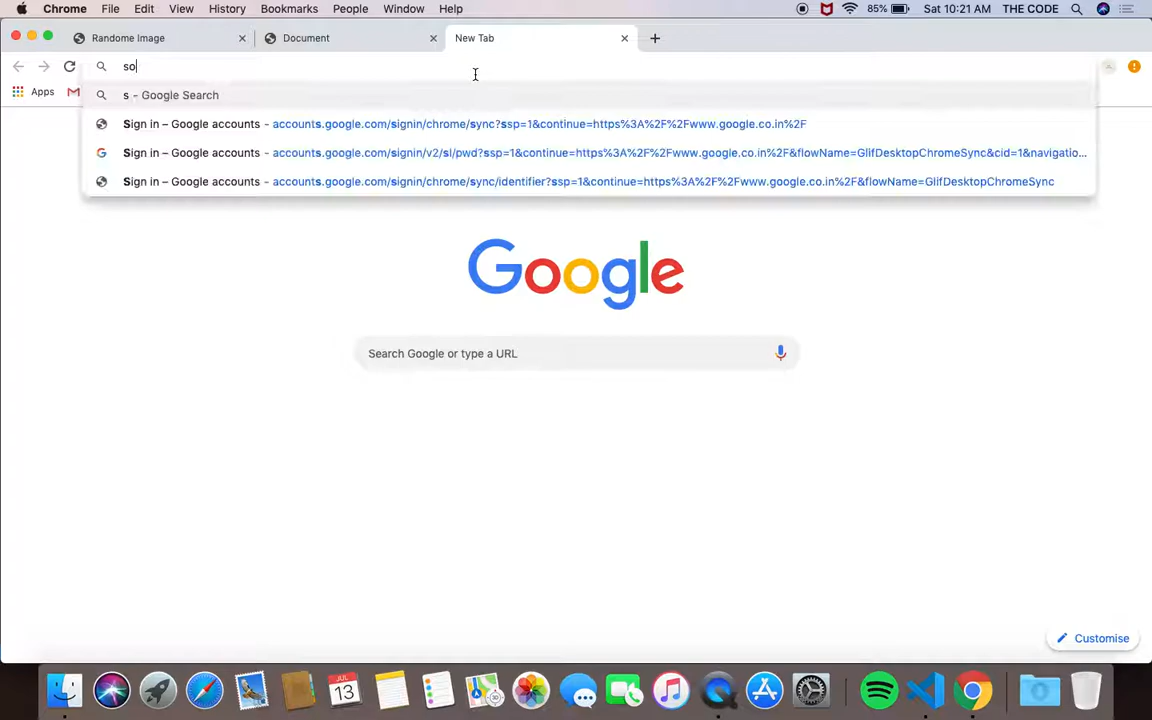 Chrome File Edit View History Bookmarks People Window Help 85% Sat 10:21 AM THE CODE
Randome Image Document New Tab
so
s – Google Search
Apps
Sign in – Google accounts – accounts.google.com/signin/chrome/sync?ssp=1&continue=https%3A%2F%2Fwww.google.co.in%2F
Sign in – Google accounts – accounts.google.com/signin/v2/sl/pwd?ssp=1&continue=https%3A%2F%2Fwww.google.co.in%2F&flowName=GlifDesktopChromeSync&cid=1&navigatio...
Sign in – Google accounts – accounts.google.com/signin/chrome/sync/identifier?ssp=1&continue=https%3A%2F%2Fwww.google.co.in%2F&flowName=GlifDesktopChromeSync
Google
Search Google or type a URL
Customise
JUL
13